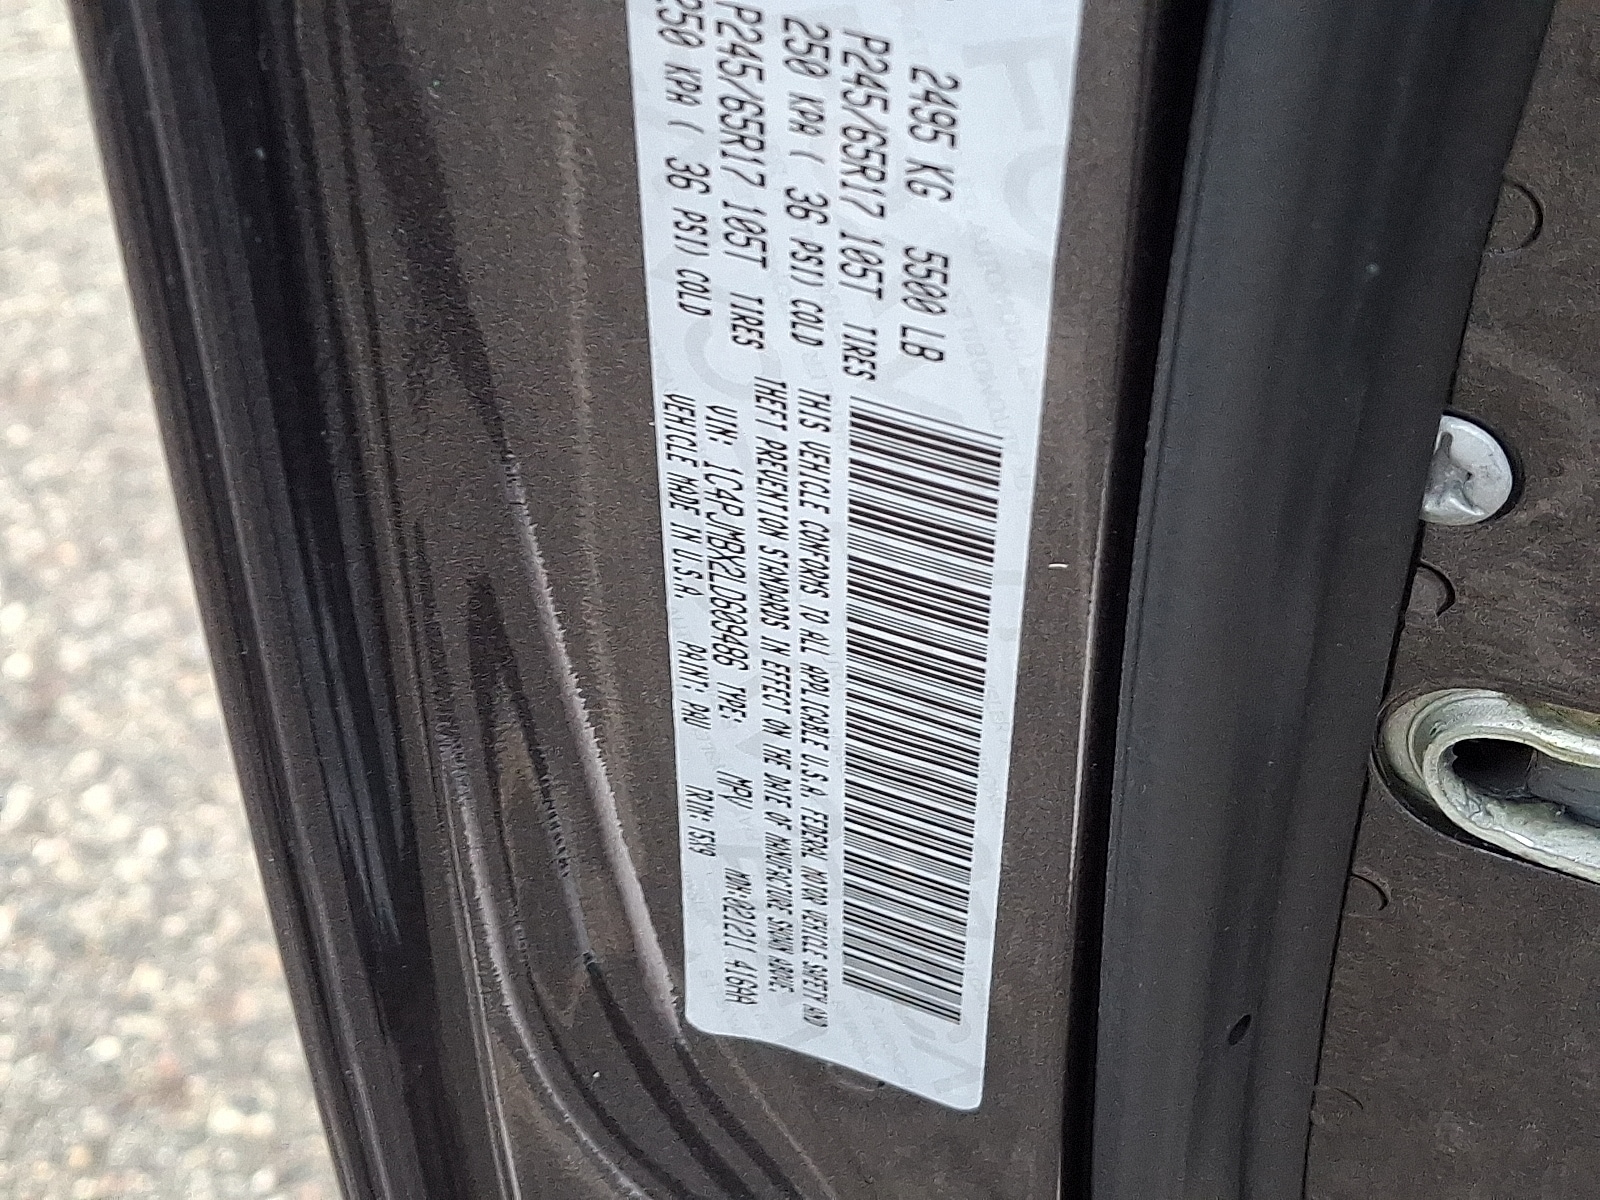 2495 KG 5500 LB
P245/65R17 105T TIRES
250 KPA ( 36 PSI) COLD
P245/65R17 105T TIRES
250 KPA ( 36 PSI) COLD
THIS VEHICLE CONFORMS TO ALL APPLICABLE U.S.A. FEDERAL MOTOR VEHICLE SAFETY AND
THEFT PREVENTION STANDARDS IN EFFECT ON THE DATE OF MANUFACTURE SHOWN ABOVE.
VIN: 1C4PJMBX2LD609486 TYPE: MPV MDH:021221 416AA
VEHICLE MADE IN U.S.A. PAINT: PAU TRIM: TSX9